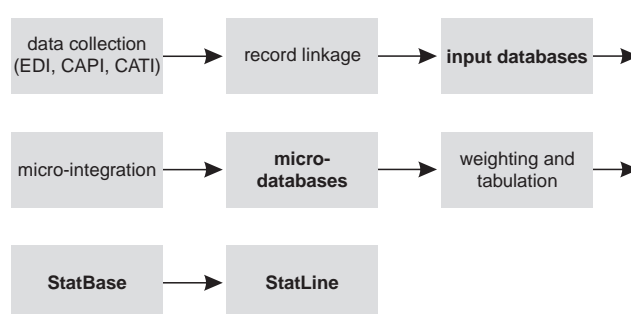 data collection
(EDI, CAPI, CATI)
record linkage
input databases
micro-integration
micro-
databases
weighting and
tabulation
StatBase
StatLine